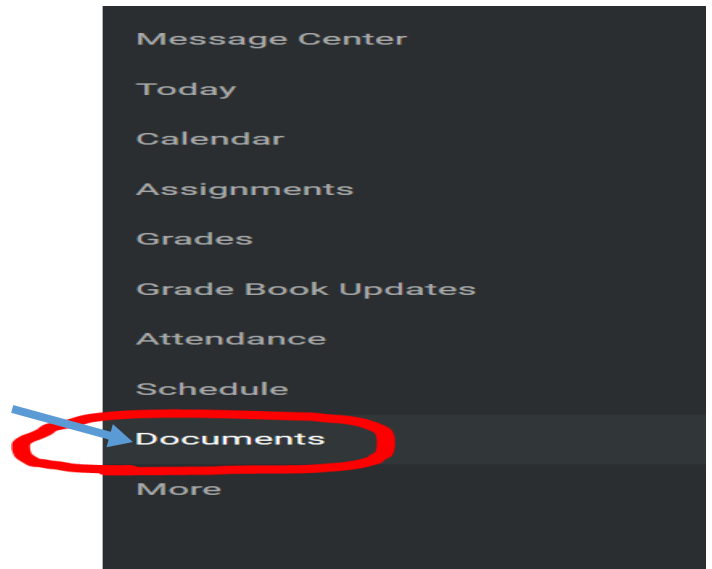 Message Center
Today
Calendar
Assignments
Grades
Grade Book Updates
Attendance
Schedule
Documents
More